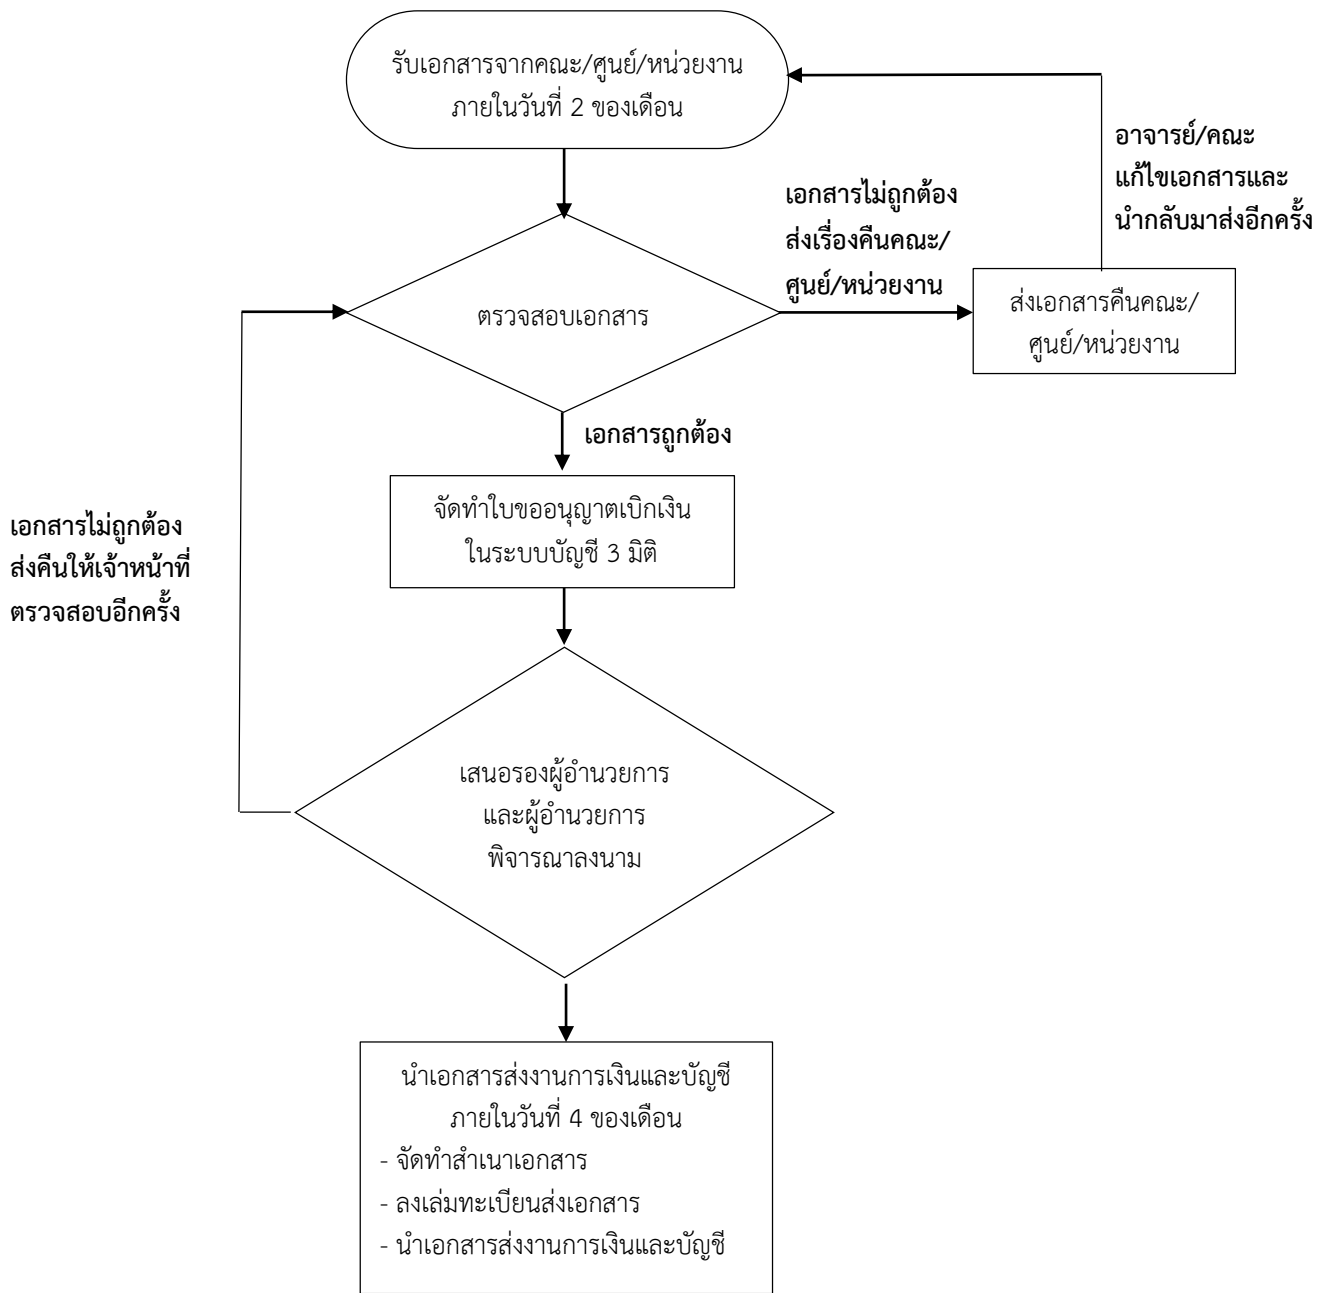 รับเอกสารจากคณะ/ศูนย์/หน่วยงาน
ภายในวันที่ 2 ของเดือน
อาจารย์/คณะ
แก้ไขเอกสารและ
นำกลับมาส่งอีกครั้ง
เอกสารไม่ถูกต้อง
ส่งเรื่องคืนคณะ/
ศูนย์/หน่วยงาน
ตรวจสอบเอกสาร
ส่งเอกสารคืนคณะ/
ศูนย์/หน่วยงาน
เอกสารถูกต้อง
จัดทำใบขออนุญาตเบิกเงิน
ในระบบบัญชี 3 มิติ
เอกสารไม่ถูกต้อง
ส่งคืนให้เจ้าหน้าที่
ตรวจสอบอีกครั้ง
เสนอรองผู้อำนวยการ
และผู้อำนวยการ
พิจารณาลงนาม
นำเอกสารส่งงานการเงินและบัญชี
ภายในวันที่ 4 ของเดือน
- จัดทำสำเนาเอกสาร
- ลงเล่มทะเบียนส่งเอกสาร
- นำเอกสารส่งงานการเงินและบัญชี